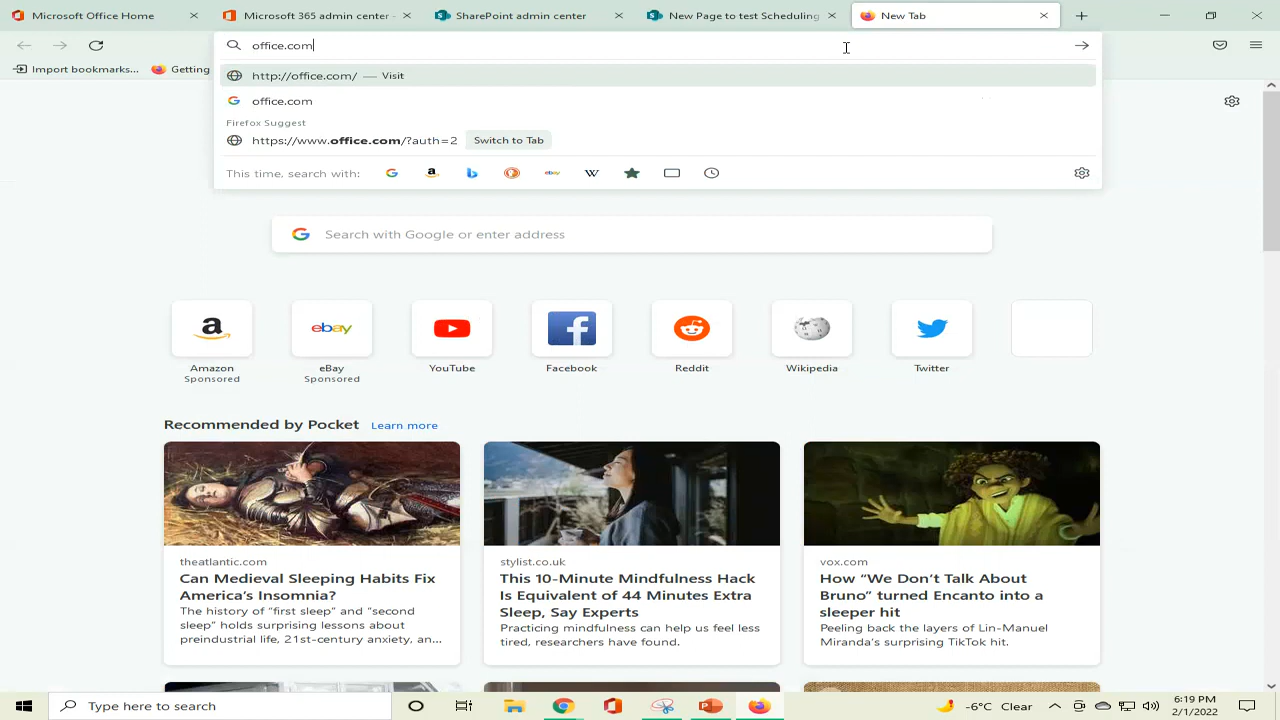 Microsoft Office Home
Microsoft 365 admin center -
SharePoint admin center
New Page to test Scheduling
New Tab
office.com
Import bookmarks...
Getting
http://office.com/ — Visit
office.com
Firefox Suggest
https://www.office.com/?auth=2 Switch to Tab
This time, search with:
Search with Google or enter address
Amazon
Sponsored
eBay
Sponsored
YouTube
Facebook
Reddit
Wikipedia
Twitter
Recommended by Pocket Learn more
theatlantic.com
Can Medieval Sleeping Habits Fix
America's Insomnia?
The history of "first sleep" and "second
sleep" holds surprising lessons about
preindustrial life, 21st-century anxiety, an...
stylist.co.uk
This 10-Minute Mindfulness Hack
Is Equivalent of 44 Minutes Extra
Sleep, Say Experts
Practicing mindfulness can help us feel less
tired, researchers have found.
vox.com
How “We Don’t Talk About
Bruno” turned Encanto into a
sleeper hit
Peeling back the layers of Lin-Manuel
Miranda's surprising TikTok hit.
Type here to search
-6°C Clear
6:19 PM
2/1/2022